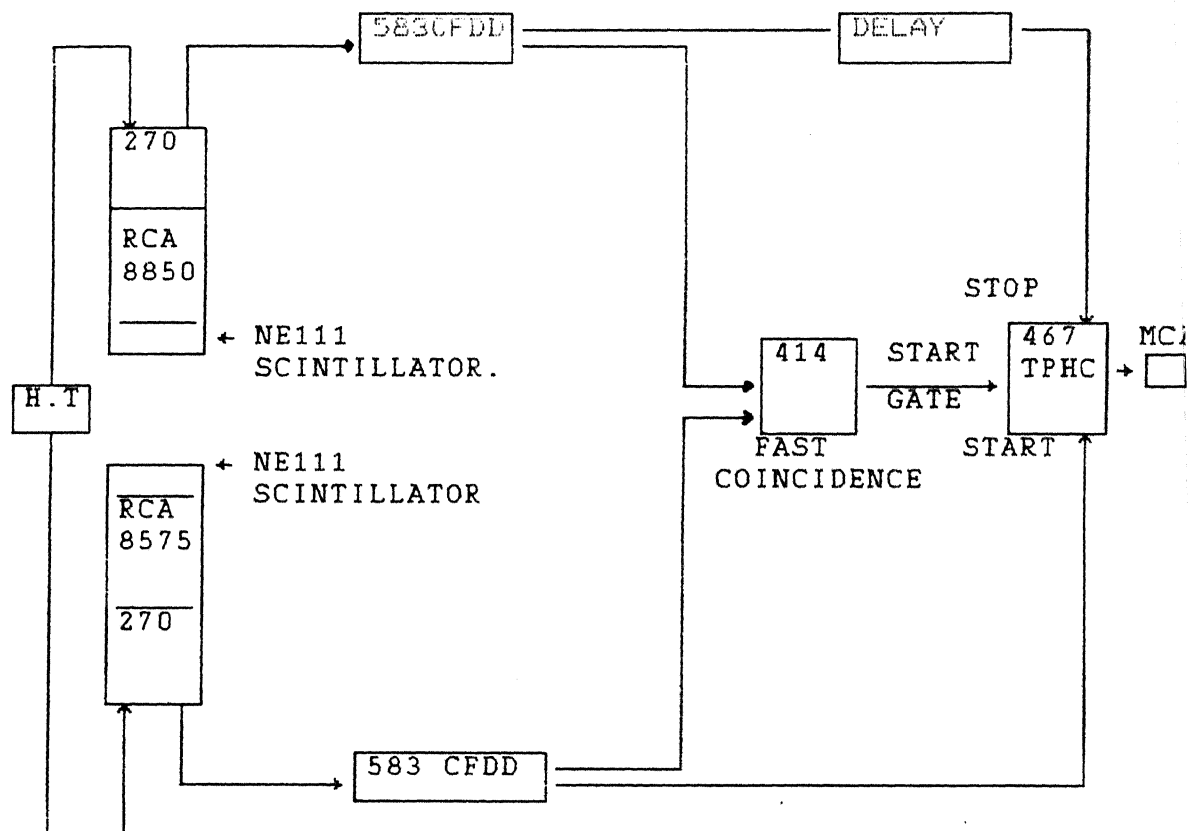 583CFDD
DELAY
270
RCA
8850
NE111
SCINTILLATOR.
H.T
STOP
414
START
GATE
467
TPHC
FAST
COINCIDENCE
START
NE111
SCINTILLATOR
RCA
8575
270
583 CFDD